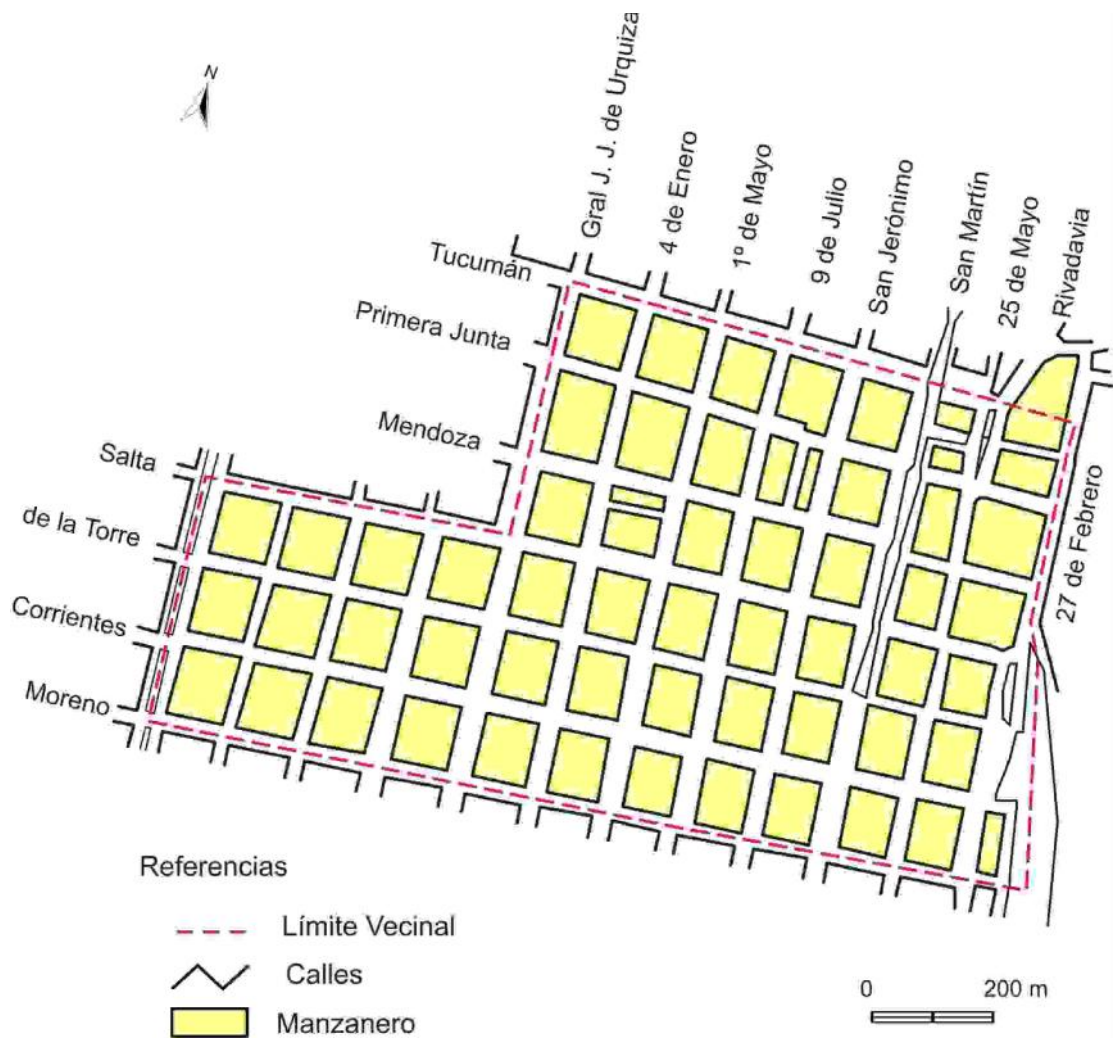 N
Gral J. J. de Urquiza
4 de Enero
1º de Mayo
9 de Julio
San Jerónimo
San Martín
25 de Mayo
Rivadavia
Tucumán
Primera Junta
Mendoza
Salta
de la Torre
Corrientes
Moreno
27 de Febrero
Referencias
Límite Vecinal
Calles
Manzanero
0 200 m